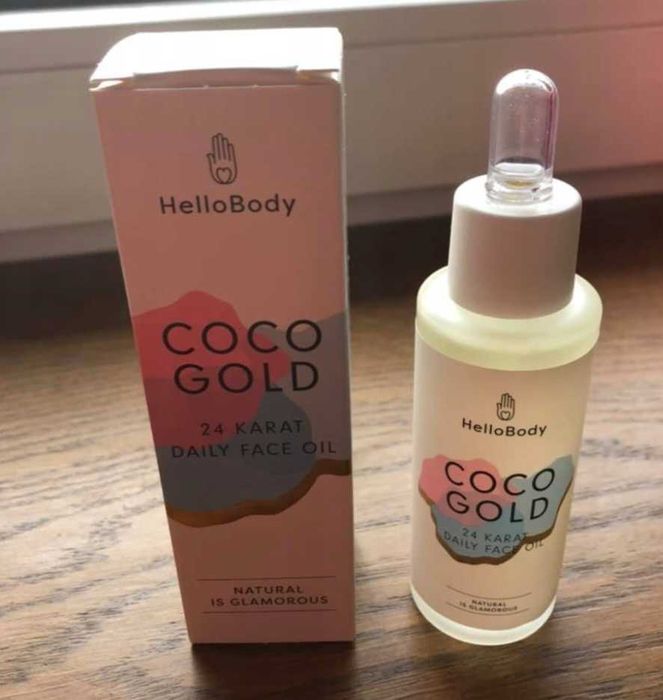 HelloBody
COCO
GOLD
24 KARAT
DAILY FACE OIL
NATURAL
IS GLAMOROUS
HelloBody
COCO
GOLD
24 KARAT
DAILY FACE OIL
NATURAL
IS GLAMOROUS